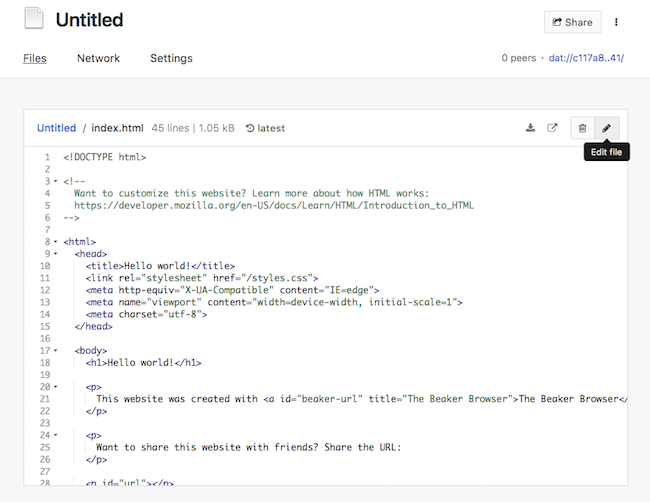 Untitled
Share
Files Network Settings 0 peers · dat://c117a8..41/
Untitled / index.html 45 lines | 1.05 kB latest
Edit file
1 <!DOCTYPE html>
2
3 <!--
4 Want to customize this website? Learn more about how HTML works:
5 https://developer.mozilla.org/en-US/docs/Learn/HTML/Introduction_to_HTML
6 -->
7
8 <html>
9 <head>
10 <title>Hello world!</title>
11 <link rel="stylesheet" href="/styles.css">
12 <meta http-equiv="X-UA-Compatible" content="IE=edge">
13 <meta name="viewport" content="width=device-width, initial-scale=1">
14 <meta charset="utf-8">
15 </head>
16
17 <body>
18 <h1>Hello world!</h1>
19
20 <p>
21 This website was created with <a id="beaker-url" title="The Beaker Browser">The Beaker Browser</
22 </p>
23
24 <p>
25 Want to share this website with friends? Share the URL:
26 </p>
27
28 <p id="url"></p>